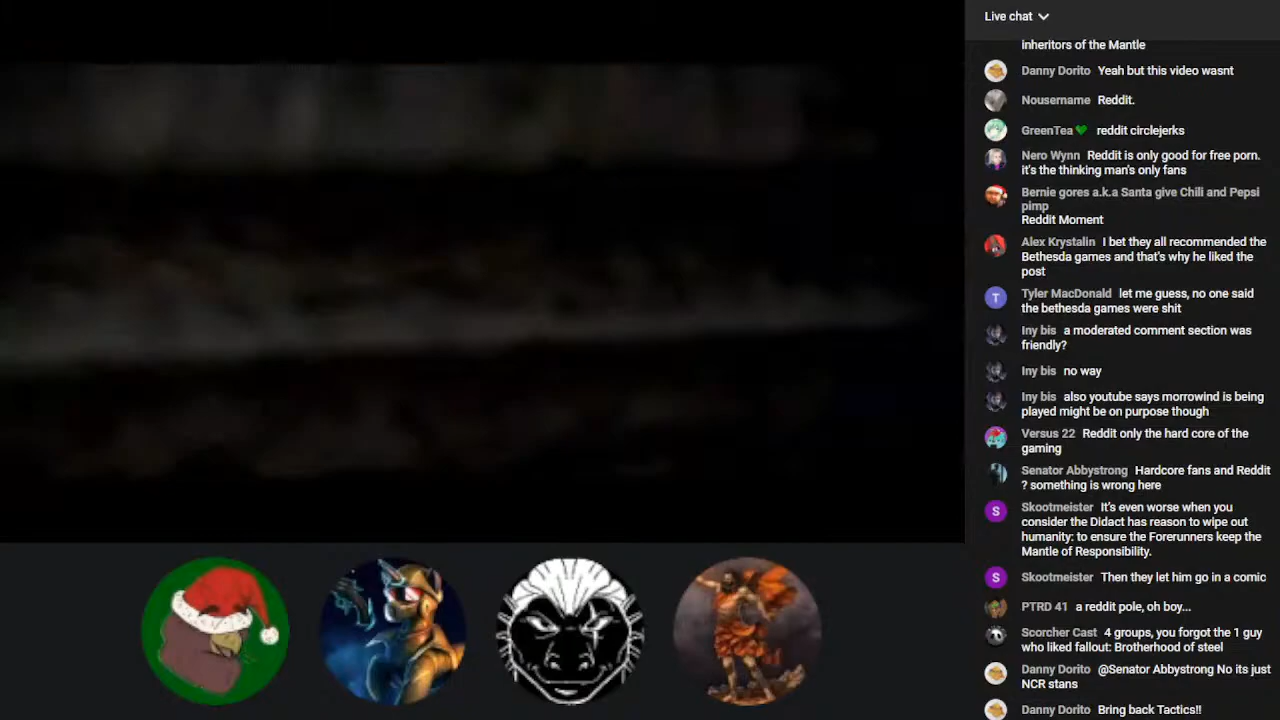 Live chat
inheritors of the Mantle
Danny Dorito Yeah but this video wasnt
Nousername Reddit.
GreenTea💚 reddit circlejerks
Nero Wynn Reddit is only good for free porn.
it's the thinking man's only fans
Bernie gores a.k.a Santa give Chili and Pepsi
pimp
Reddit Moment
Alex Krystalin I bet they all recommended the
Bethesda games and that's why he liked the
post
T
Tyler MacDonald let me guess, no one said
the bethesda games were shit
Iny bis a moderated comment section was
friendly?
Iny bis no way
Iny bis also youtube says morrowind is being
played might be on purpose though
Versus 22 Reddit only the hard core of the
gaming
Senator Abbystrong Hardcore fans and Reddit
? something is wrong here
S
Skootmeister It's even worse when you
consider the Didact has reason to wipe out
humanity: to ensure the Forerunners keep the
Mantle of Responsibility.
S
Skootmeister Then they let him go in a comic
PTRD 41 a reddit pole, oh boy...
Scorcher Cast 4 groups, you forgot the 1 guy
who liked fallout: Brotherhood of steel
Danny Dorito @Senator Abbystrong No its just
NCR stans
Danny Dorito Bring back Tactics!!